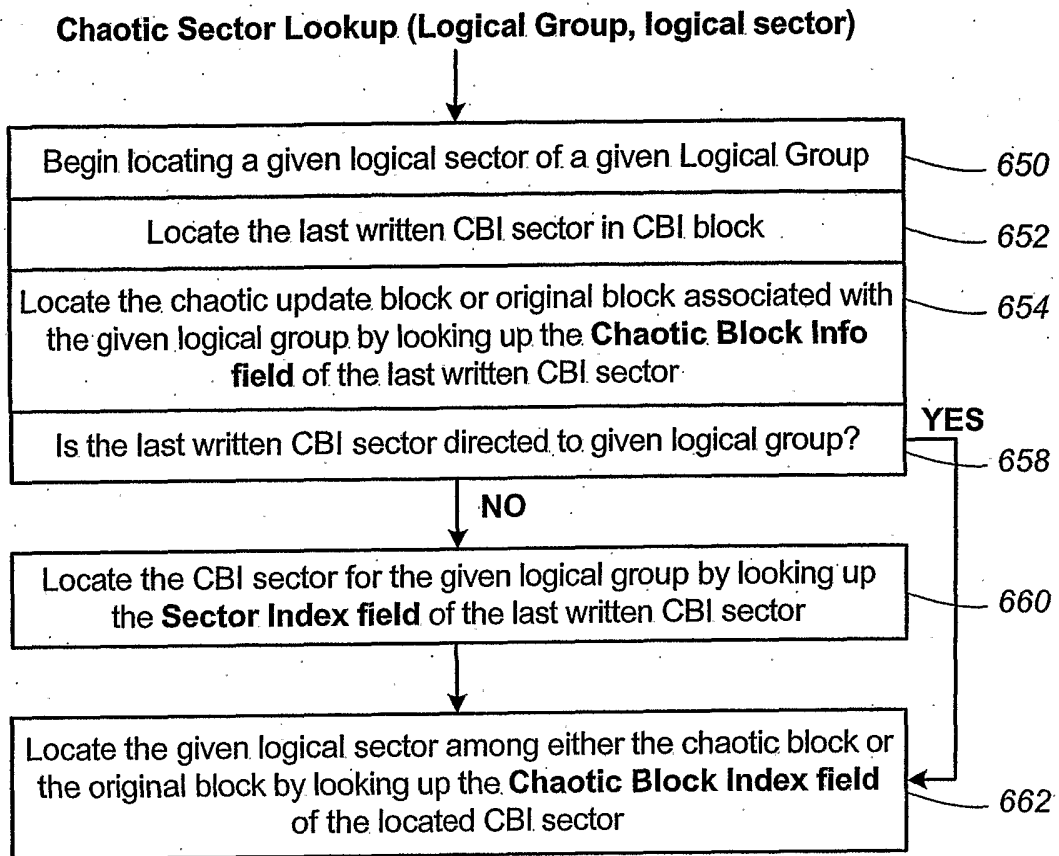 Chaotic Sector Lookup (Logical Group, logical sector)
Begin locating a given logical sector of a given Logical Group
650
Locate the last written CBI sector in CBI block
652
Locate the chaotic update block or original block associated with
the given logical group by looking up the Chaotic Block Info
field of the last written CBI sector
654
Is the last written CBI sector directed to given logical group?
YES
658
NO
Locate the CBI sector for the given logical group by looking up
the Sector Index field of the last written CBI sector
660
Locate the given logical sector among either the chaotic block or
the original block by looking up the Chaotic Block Index field
of the located CBI sector
662